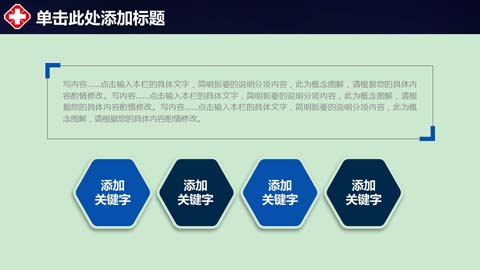 单击此处添加标题
写内容……点击输入本栏的具体文字，简明扼要的说明分项内容，此为概念图解，请根据您的具体内
容酌情修改。写内容……点击输入本栏的具体文字，简明扼要的说明分项内容，此为概念图解，请根
据您的具体内容酌情修改。写内容……点击输入本栏的具体文字，简明扼要的说明分项内容，此为概
念图解，请根据您的具体内容酌情修改。
添加
关键字
添加
关键字
添加
关键字
添加
关键字